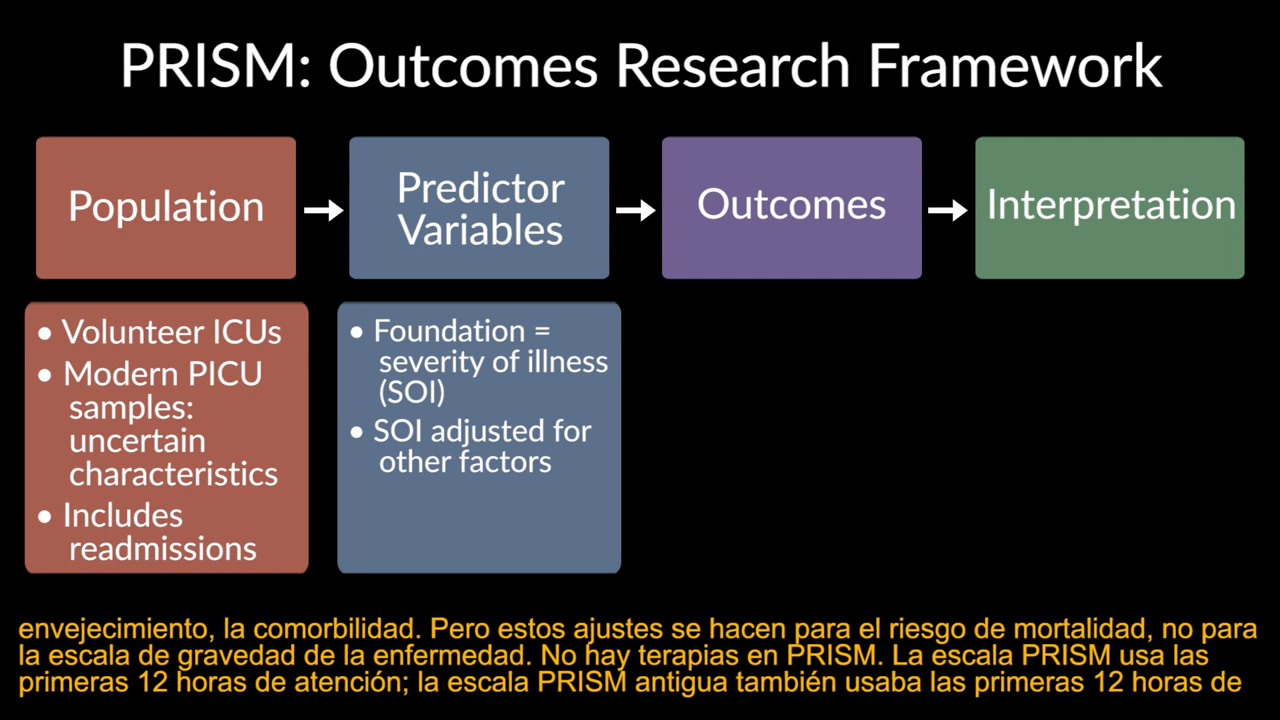 PRISM: Outcomes Research Framework
Population
Predictor
Variables
Outcomes
Interpretation
• Volunteer ICUs
• Modern PICU
samples:
uncertain
characteristics
• Includes
readmissions
• Foundation =
severity of illness
(SOI)
• SOI adjusted for
other factors
envejecimiento, la comorbilidad. Pero estos ajustes se hacen para el riesgo de mortalidad, no para
la escala de gravedad de la enfermedad. No hay terapias en PRISM. La escala PRISM usa las
primeras 12 horas de atención; la escala PRISM antigua también usaba las primeras 12 horas de